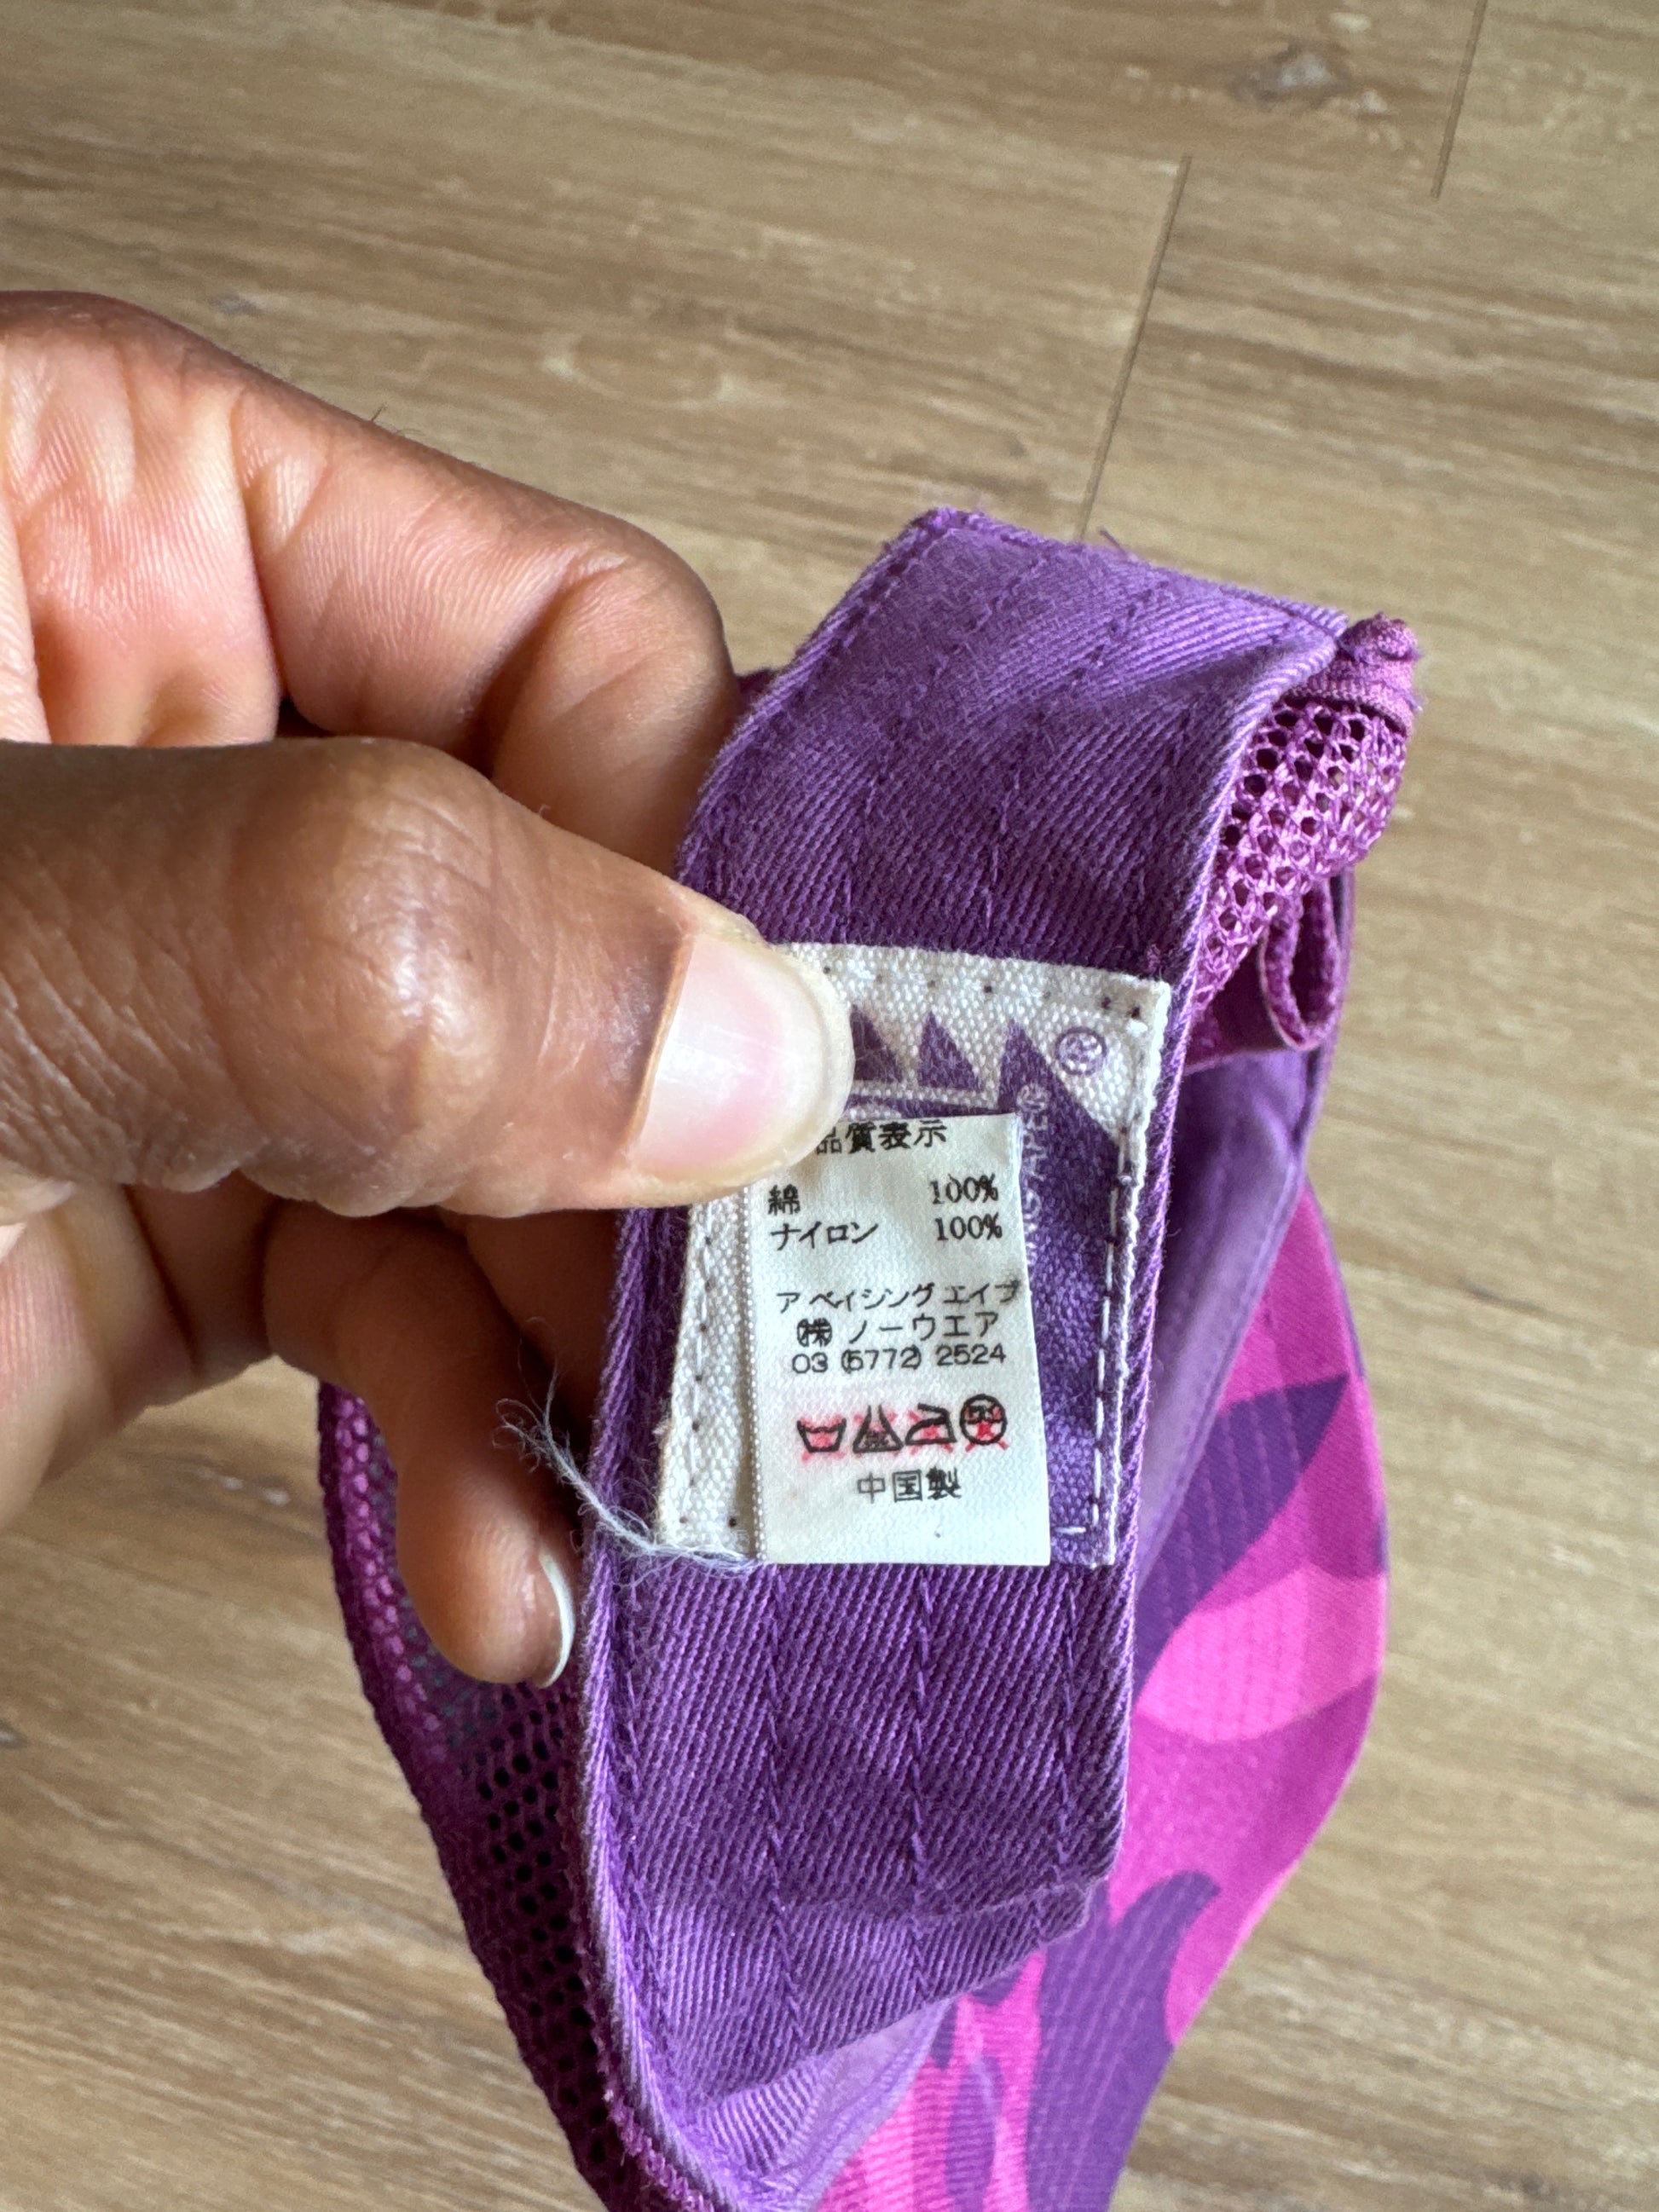 ®
品質表示
綿 100%
ナイロン 100%
ア ベイシング エイプ
㈱ ノーウエア
03 (5772) 2524
中国製